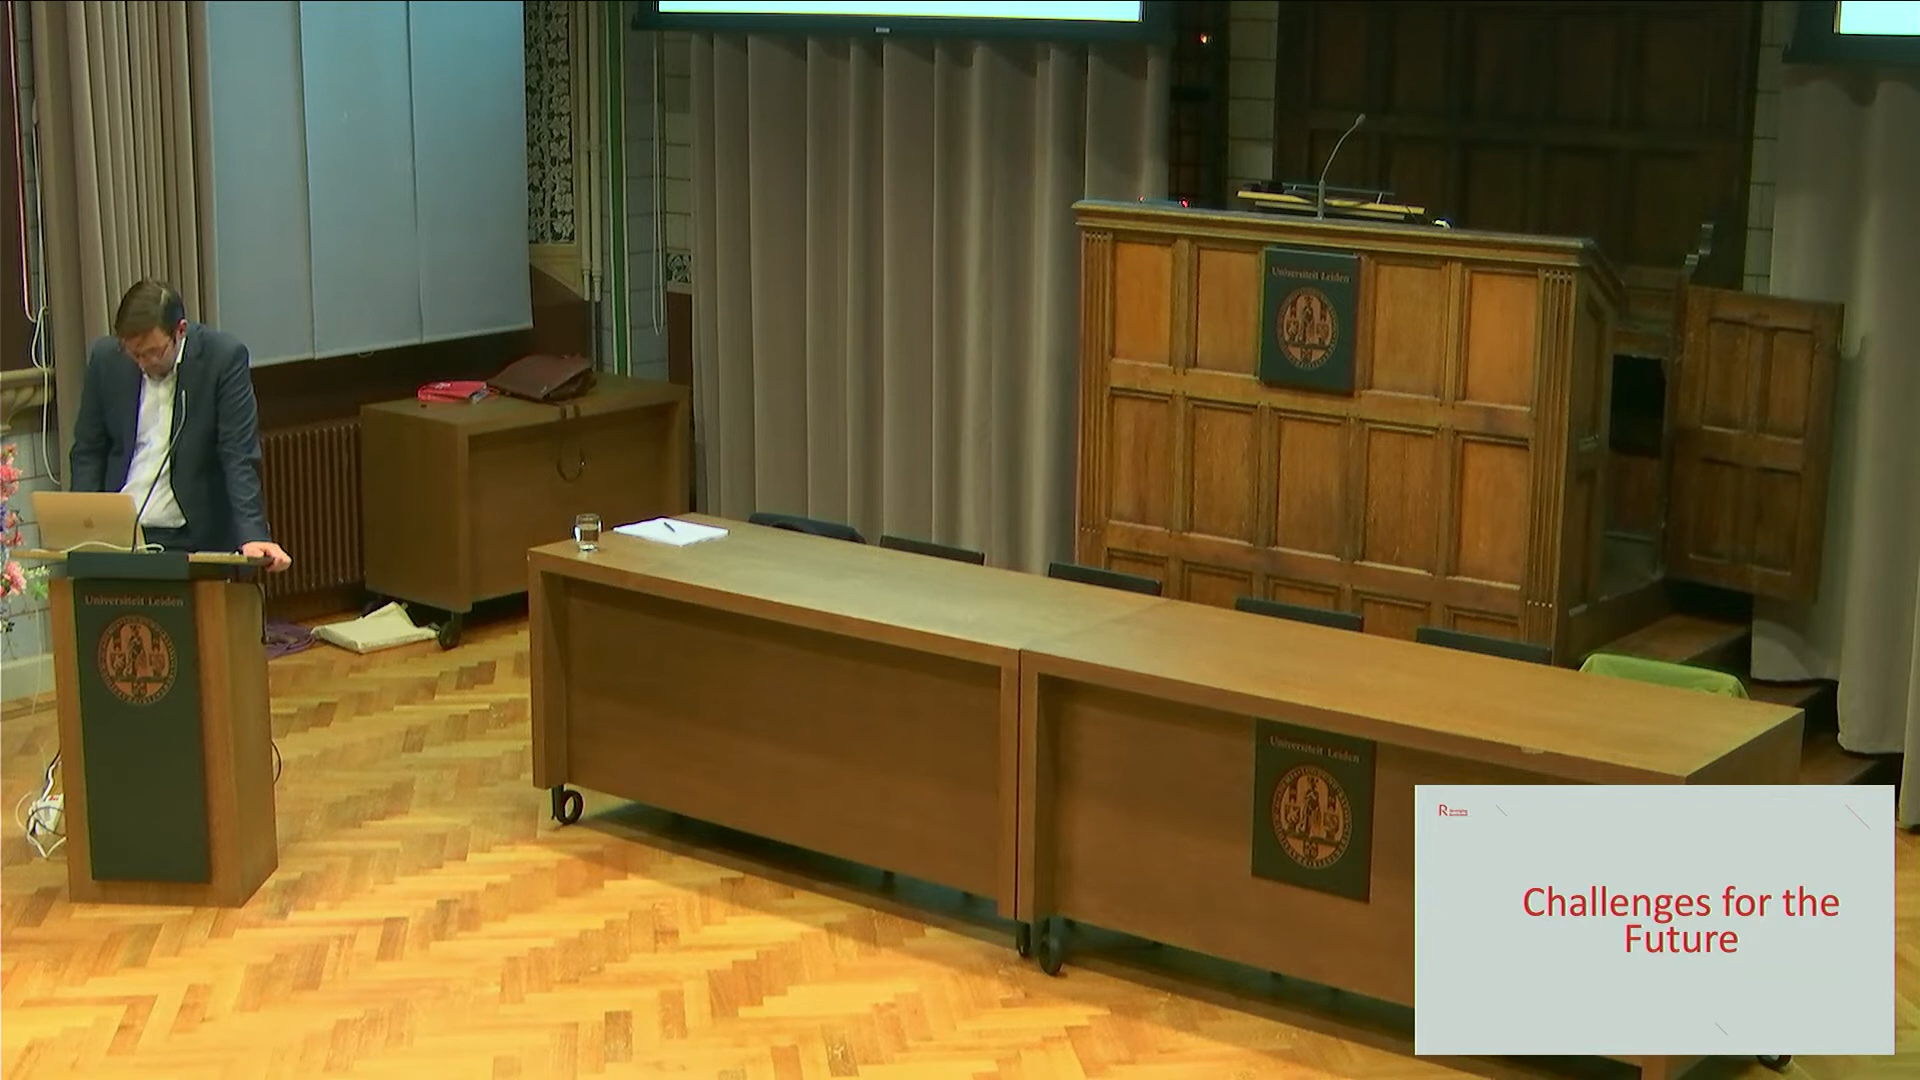 Universiteit Leiden
Universiteit Leiden
Universiteit Leiden
R
Challenges for the
Future